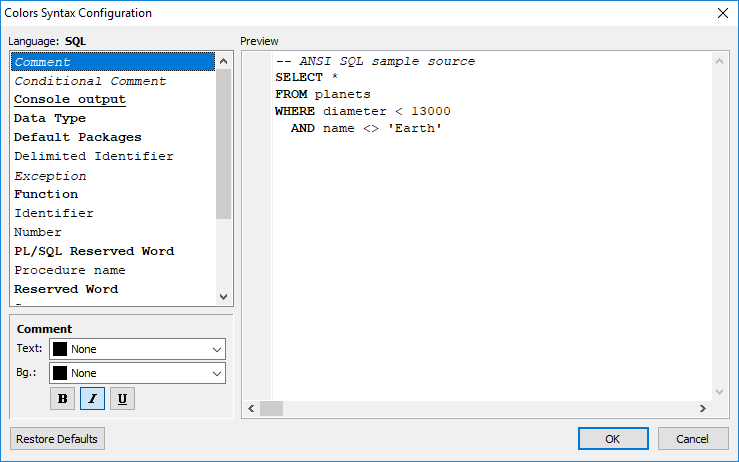 Colors Syntax Configuration
Language: SQL
Comment
Conditional Comment
Console output
Data Type
Default Packages
Delimited Identifier
Exception
Function
Identifier
Number
PL/SQL Reserved Word
Procedure name
Reserved Word
Preview
-- ANSI SQL sample source
SELECT *
FROM planets
WHERE diameter < 13000
AND name <> 'Earth'
Comment
Text: None
Bg.: None
B I U
Restore Defaults
OK
Cancel